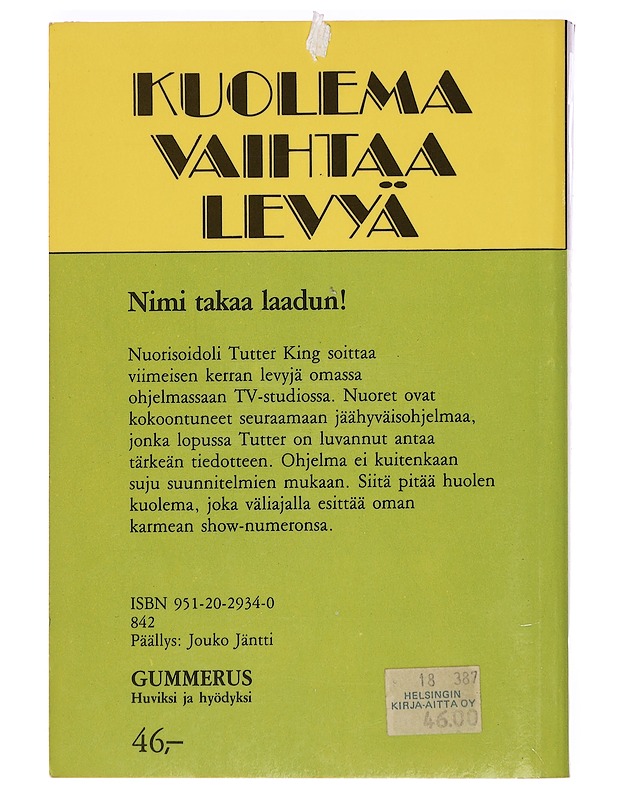 KUOLEMA
VAIHTAA
LEVYÄ
Nimi takaa laadun!
Nuorisoidoli Tutter King soittaa
viimeisen kerran levyjä omassa
ohjelmassaan TV-studiossa. Nuoret ovat
kokoontuneet seuraamaan jäähyväisohjelmaa,
jonka lopussa Tutter on luvannut antaa
tärkeän tiedotteen. Ohjelma ei kuitenkaan
suju suunnitelmien mukaan. Siitä pitää huolen
kuolema, joka väliajalla esittää oman
karmean show-numeronsa.
ISBN 951-20-2934-0
842
Päällys: Jouko Jäntti
GUMMERUS
Huviksi ja hyödyksi
46,–
18 387
HELSINGIN
KIRJA-AITTA OY
46.00